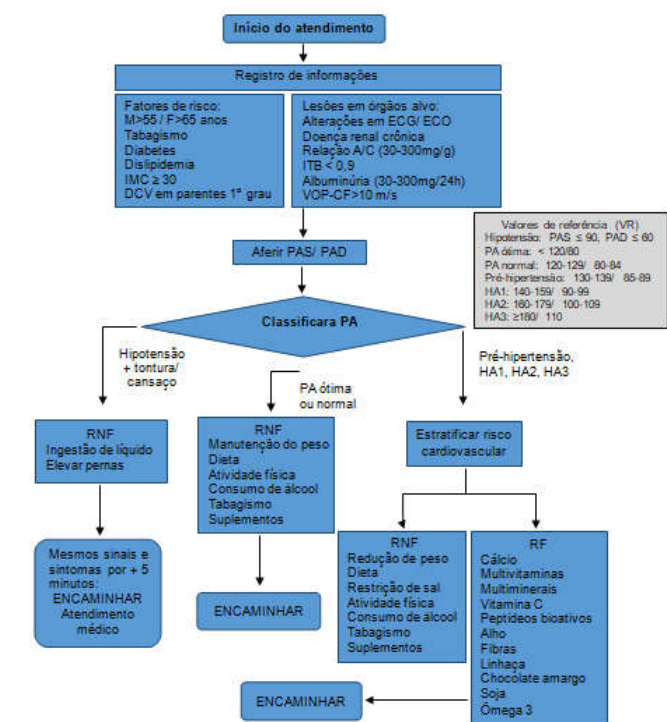 Início do atendimento
Registro de informações
Fatores de risco:
M>55 / F>65 anos
Tabagismo
Diabetes
Dislipidemia
IMC ≥ 30
DCV em parentes 1º grau
Lesões em órgãos alvo:
Alterações em ECG/ ECO
Doença renal crônica
Relação A/C (30-300mg/g)
ITB < 0,9
Albuminúria (30-300mg/24h)
VOP-CF>10 m/s
Aferir PAS/ PAD
Valores de referência (VR)
Hipotensão: PAS ≤ 90, PAD ≤ 60
PA ótima: < 120/80
PA normal: 120-129/ 80-84
Pré-hipertensão: 130-139/ 85-89
HA1: 140-159/ 90-99
HA2: 160-179/ 100-109
HA3: ≥180/ 110
Classificara PA
Hipotensão
+ tontura/
cansaço
PA ótima
ou normal
Pré-hipertensão,
HA1, HA2, HA3
RNF
Ingestão de líquido
Elevar pernas
RNF
Manutenção do peso
Dieta
Atividade física
Consumo de álcool
Tabagismo
Suplementos
Estratificar risco
cardiovascular
Mesmos sinais e
sintomas por + 5
minutos:
ENCAMINHAR
Atendimento
médico
ENCAMINHAR
RNF
Redução de peso
Dieta
Restrição de sal
Atividade física
Consumo de álcool
Tabagismo
Suplementos
RF
Cálcio
Multivitaminas
Multiminerais
Vitamina C
Peptídeos bioativos
Alho
Fibras
Linhaça
Chocolate amargo
Soja
Ômega 3
ENCAMINHAR